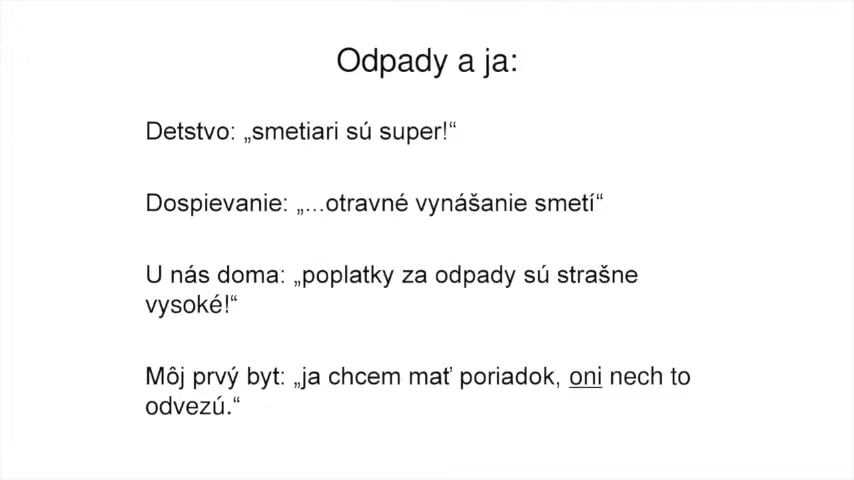 Odpady a ja:
Detstvo: „smetiari sú super!“
Dospievanie: „...otravné vynášanie smetí“
U nás doma: „poplatky za odpady sú strašne
vysoké!“
Môj prvý byt: „ja chcem mať poriadok, oni nech to
odvezú.“